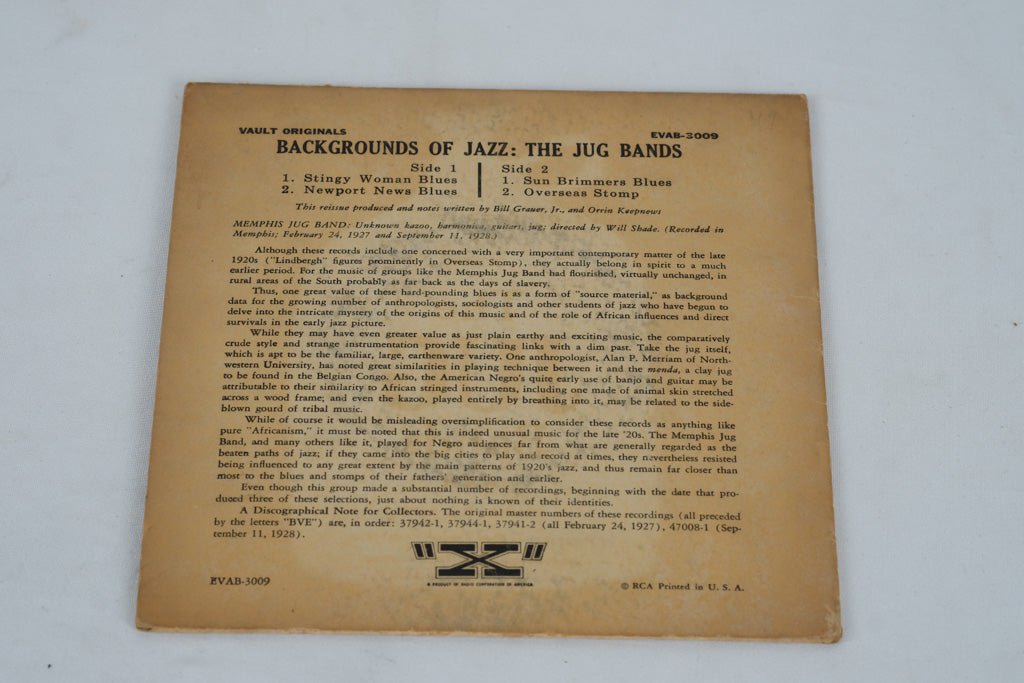 49
VAULT ORIGINALS EVAB-3009
BACKGROUNDS OF JAZZ: THE JUG BANDS
Side 1 Side 2
1. Stingy Woman Blues 1. Sun Brimmers Blues
2. Newport News Blues 2. Overseas Stomp
This reissue produced and notes written by Bill Grauer, Jr., and Orrin Keepnews
MEMPHIS JUG BAND: Unknown kazoo, harmonica, guitars, jug; directed by Will Shade. (Recorded in
Memphis; February 24, 1927 and September 11, 1928.)
Although these records include one concerned with a very important contemporary matter of the late
1920s ("Lindbergh" figures prominently in Overseas Stomp), they actually belong in spirit to a much
earlier period. For the music of groups like the Memphis Jug Band had flourished, virtually unchanged, in
rural areas of the South probably as far back as the days of slavery.
Thus, one great value of these hard-pounding blues is as a form of "source material," as background
data for the growing number of anthropologists, sociologists and other students of jazz who have begun to
delve into the intricate mystery of the origins of this music and of the role of African influences and direct
survivals in the early jazz picture.
While they may have even greater value as just plain earthy and exciting music, the comparatively
crude style and strange instrumentation provide fascinating links with a dim past. Take the jug itself,
which is apt to be the familiar, large, earthenware variety. One anthropologist, Alan P. Merriam of North-
western University, has noted great similarities in playing technique between it and the menda, a clay jug
to be found in the Belgian Congo. Also, the American Negro's quite early use of banjo and guitar may be
attributable to their similarity to African stringed instruments, including one made of animal skin stretched
across a wood frame; and even the kazoo, played entirely by breathing into it, may be related to the side-
blown gourd of tribal music.
While of course it would be misleading oversimplification to consider these records as anything like
pure "Africanism," it must be noted that this is indeed unusual music for the late '20s. The Memphis Jug
Band, and many others like it, played for Negro audiences far from what are generally regarded as the
beaten paths of jazz; if they came into the big cities to play and record at times, they nevertheless resisted
being influenced to any great extent by the main patterns of 1920's jazz, and thus remain far closer than
most to the blues and stomps of their fathers' generation and earlier.
Even though this group made a substantial number of recordings, beginning with the date that pro-
duced three of these selections, just about nothing is known of their identities.
A Discographical Note for Collectors. The original master numbers of these recordings (all preceded
by the letters "BVE") are, in order: 37942-1, 37944-1, 37941-2 (all February 24, 1927), 47008-1 (Sep-
tember 11, 1928).
"X"
A PRODUCT OF RADIO CORPORATION OF AMERICA
EVAB-3009 © RCA Printed in U. S. A.